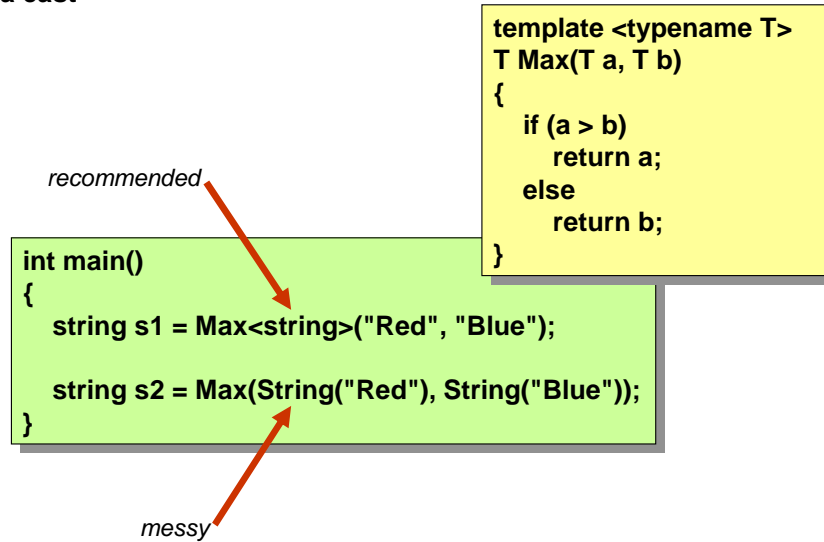 template <typename T>
T Max(T a, T b)
{
if (a > b)
return a;
else
return b;
}
recommended
int main()
{
string s1 = Max<string>("Red", "Blue");
string s2 = Max(String("Red"), String("Blue"));
}
messy